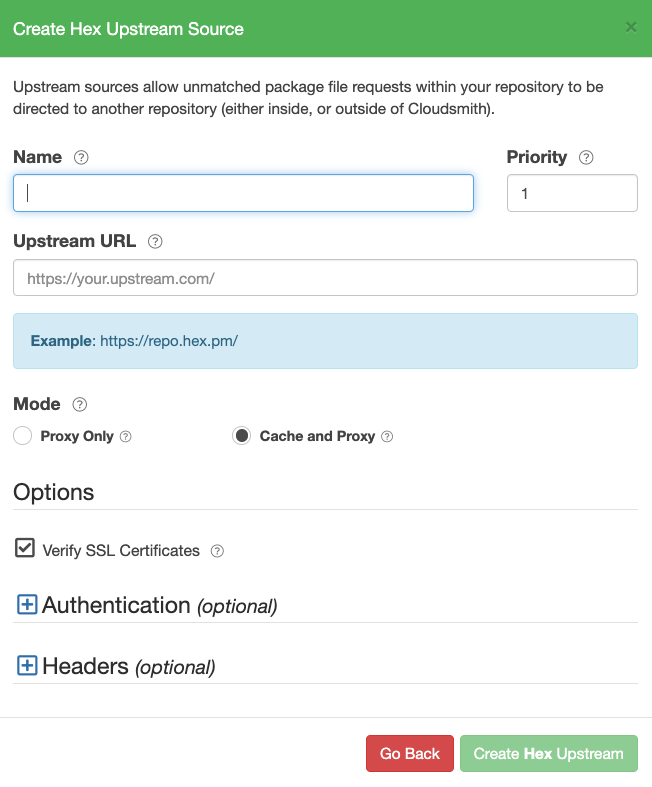 Create Hex Upstream Source ×
Upstream sources allow unmatched package file requests within your repository to be
directed to another repository (either inside, or outside of Cloudsmith).
Name ? Priority ?
1
Upstream URL ?
https://your.upstream.com/
Example: https://repo.hex.pm/
Mode ?
Proxy Only ? Cache and Proxy ?
Options
Verify SSL Certificates ?
Authentication (optional)
Headers (optional)
Go Back Create Hex Upstream